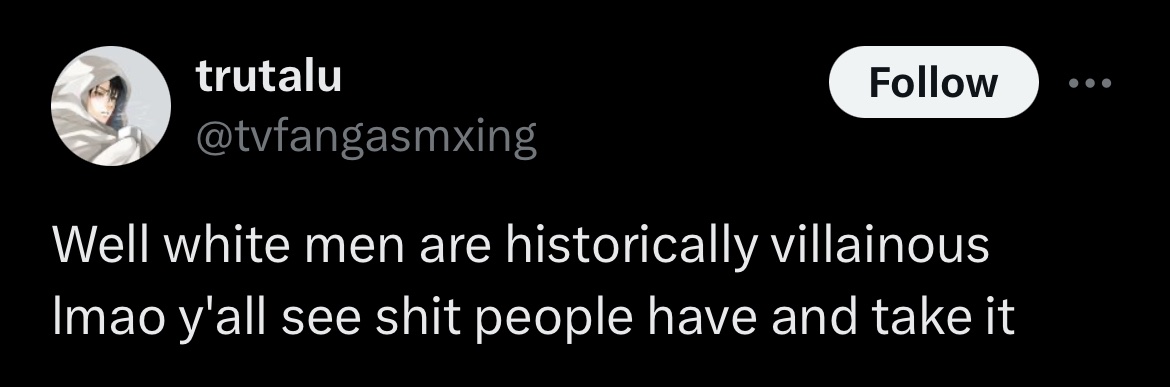 trutalu
Follow
@tvfangasmxing
Well white men are historically villainous
lmao y'all see shit people have and take it